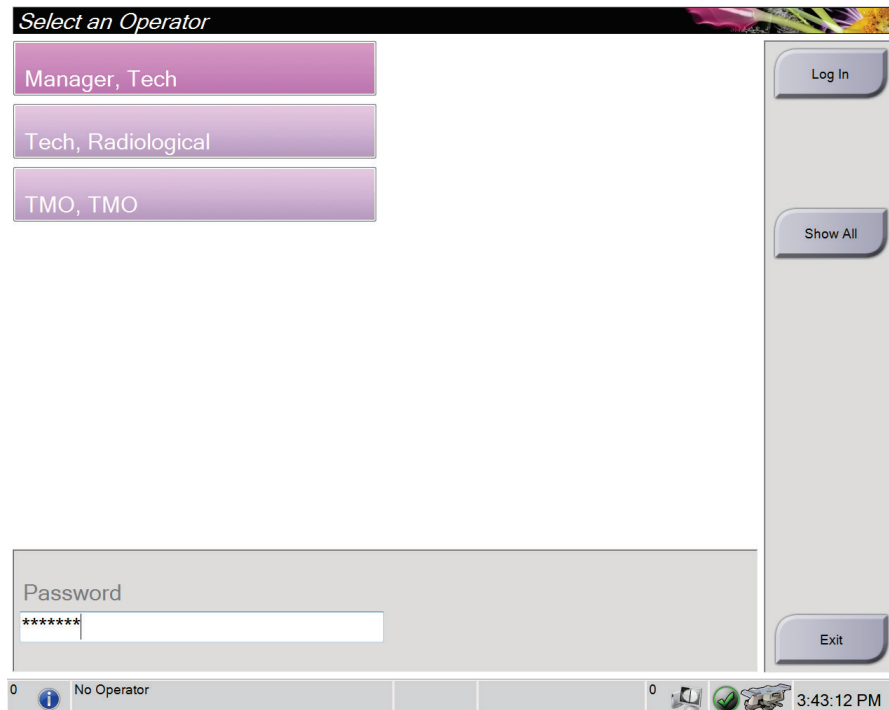 Select an Operator
Manager, Tech
Log In
Tech, Radiological
TMO, TMO
Show All
Password
*******
Exit
0 No Operator 0 3:43:12 PM